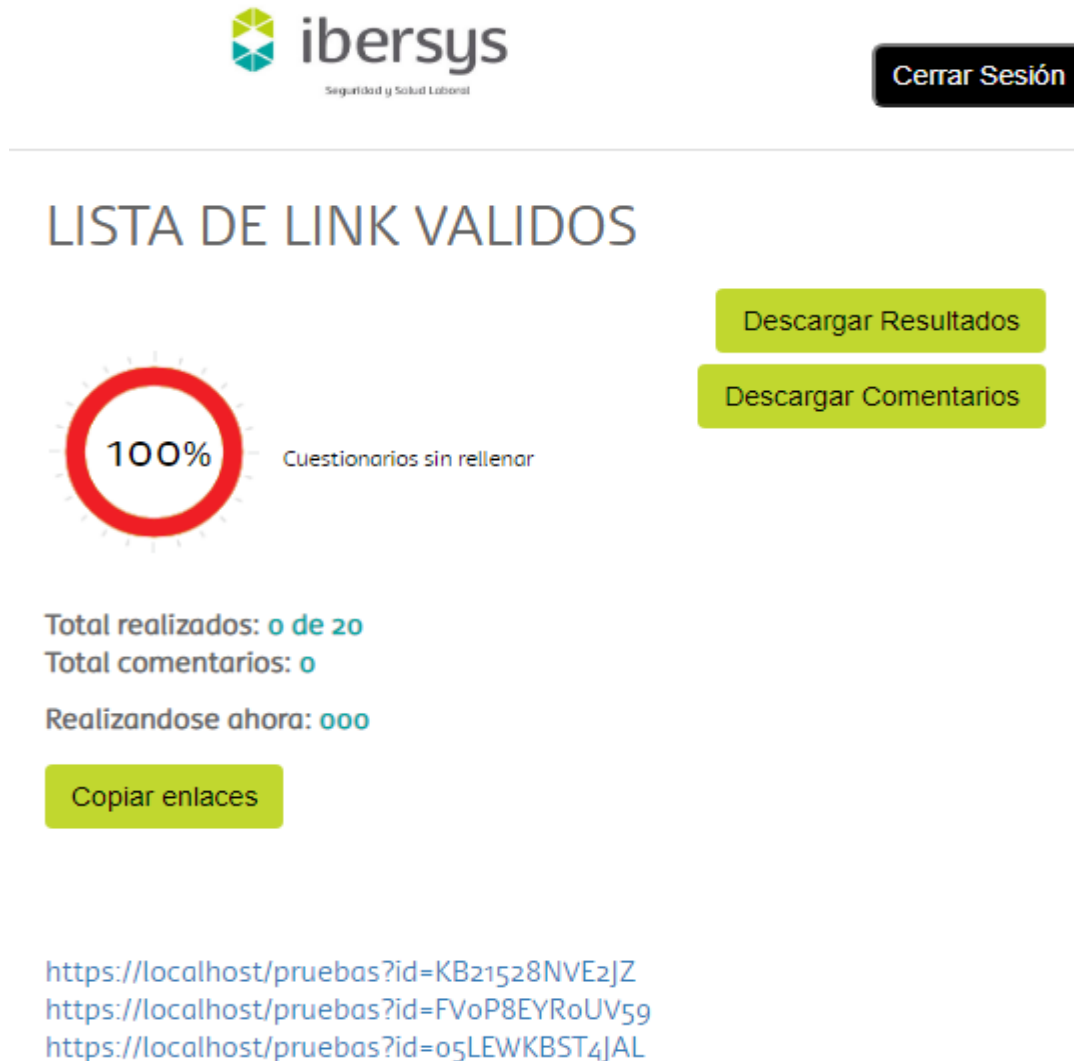 ibersys
Seguridad y Salud Laboral
Cerrar Sesión
LISTA DE LINK VALIDOS
Descargar Resultados
Descargar Comentarios
100%
Cuestionarios sin rellenar
Total realizados: 0 de 20
Total comentarios: 0
Realizandose ahora: 000
Copiar enlaces
https://localhost/pruebas?id=KB21528NVE2JZ
https://localhost/pruebas?id=FV0P8EYR0UV59
https://localhost/pruebas?id=05LEWKBST4JAL